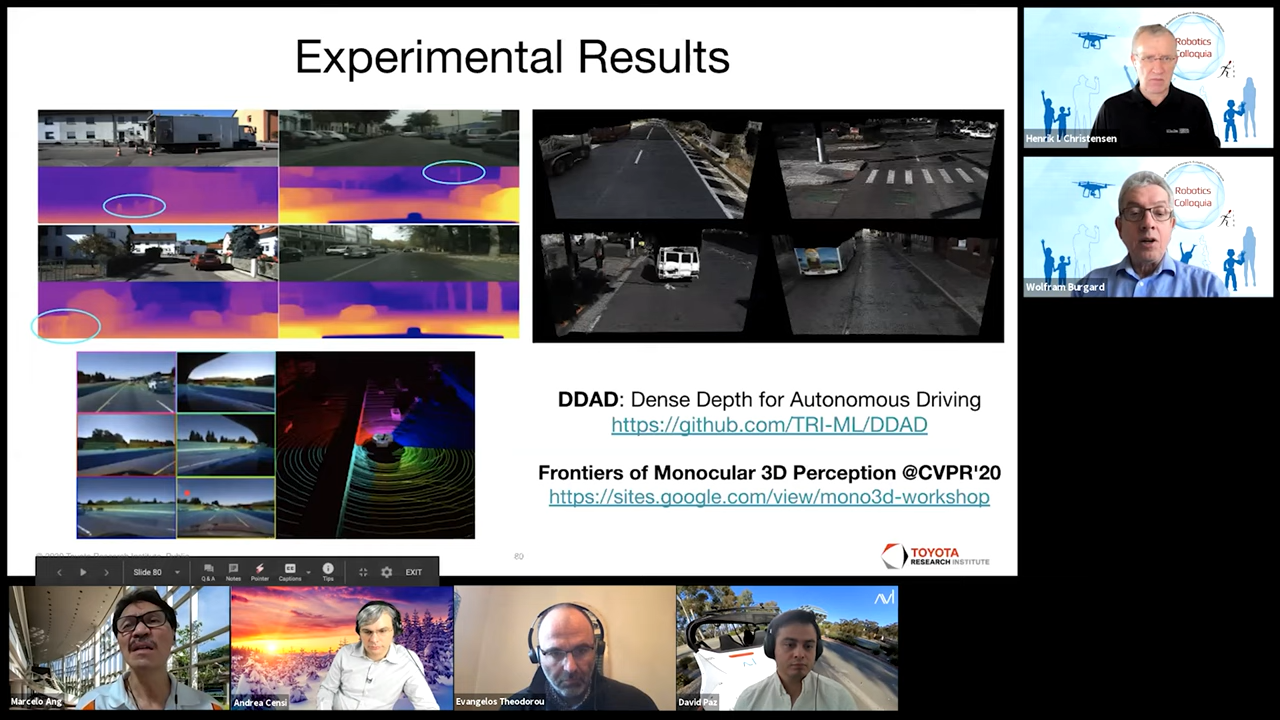 Experimental Results
DDAD: Dense Depth for Autonomous Driving
https://github.com/TRI-ML/DDAD
Frontiers of Monocular 3D Perception @CVPR'20
https://sites.google.com/view/mono3d-workshop
TOYOTA
RESEARCH INSTITUTE
Slide 80
Q & A
Notes
Pointer
Captions
Tips
EXIT
Robotics
Colloquia
Henrik I. Christensen
Robotics
Colloquia
Wolfram Burgard
Marcelo Ang
Andrea Censi
Evangelos Theodorou
David Paz